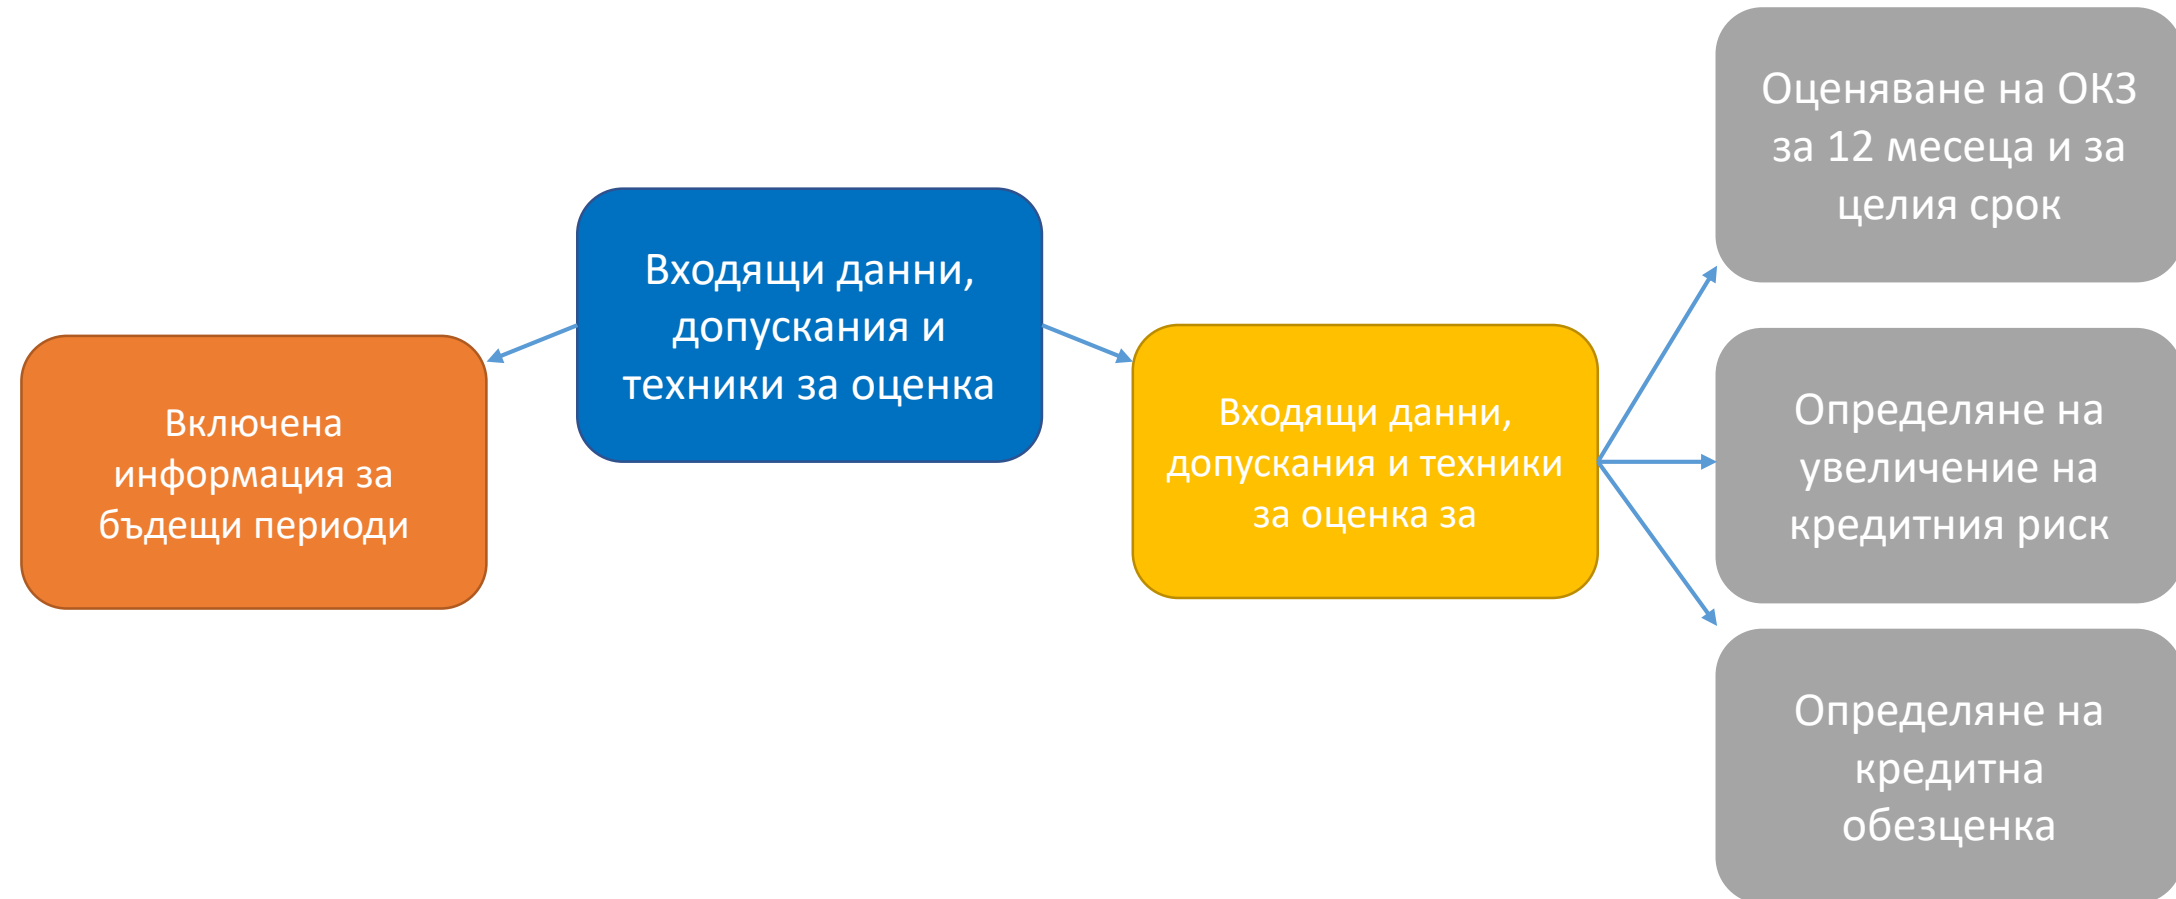 Включена
информация за
бъдещи периоди
Входящи данни,
допускания и
техники за оценка
Входящи данни,
допускания и техники
за оценка за
Оценяване на ОКЗ
за 12 месеца и за
целия срок
Определяне на
увеличение на
кредитния риск
Определяне на
кредитна
обезценка